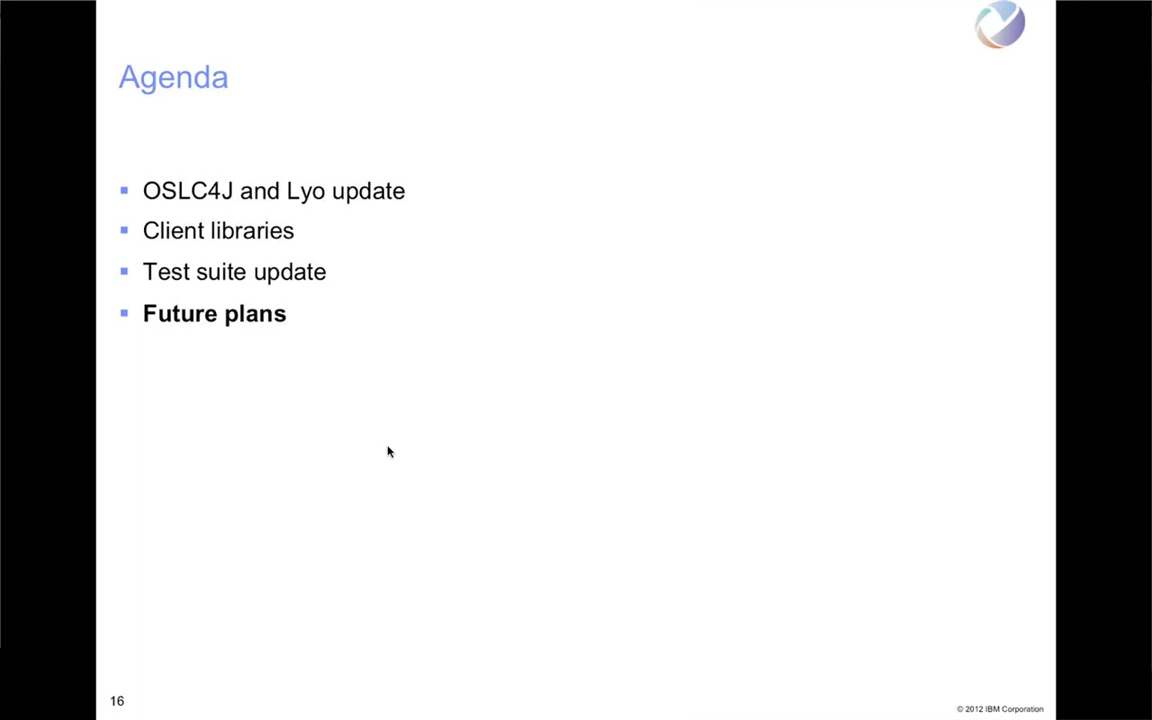 Agenda
OSLC4J and Lyo update
Client libraries
Test suite update
Future plans
16
© 2012 IBM Corporation